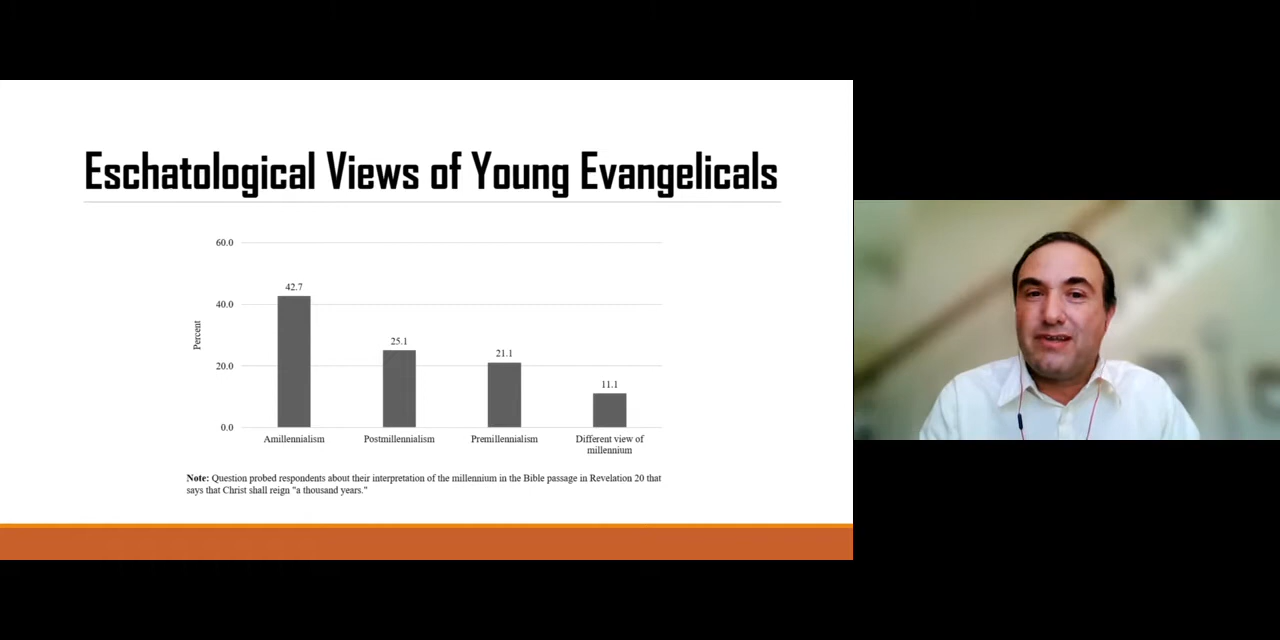 Eschatological Views of Young Evangelicals
60.0
40.0
20.0
0.0
Percent
42.7
25.1
21.1
11.1
Amillennialism
Postmillennialism
Premillennialism
Different view of
millennium
Note: Question probed respondents about their interpretation of the millennium in the Bible passage in Revelation 20 that
says that Christ shall reign "a thousand years."